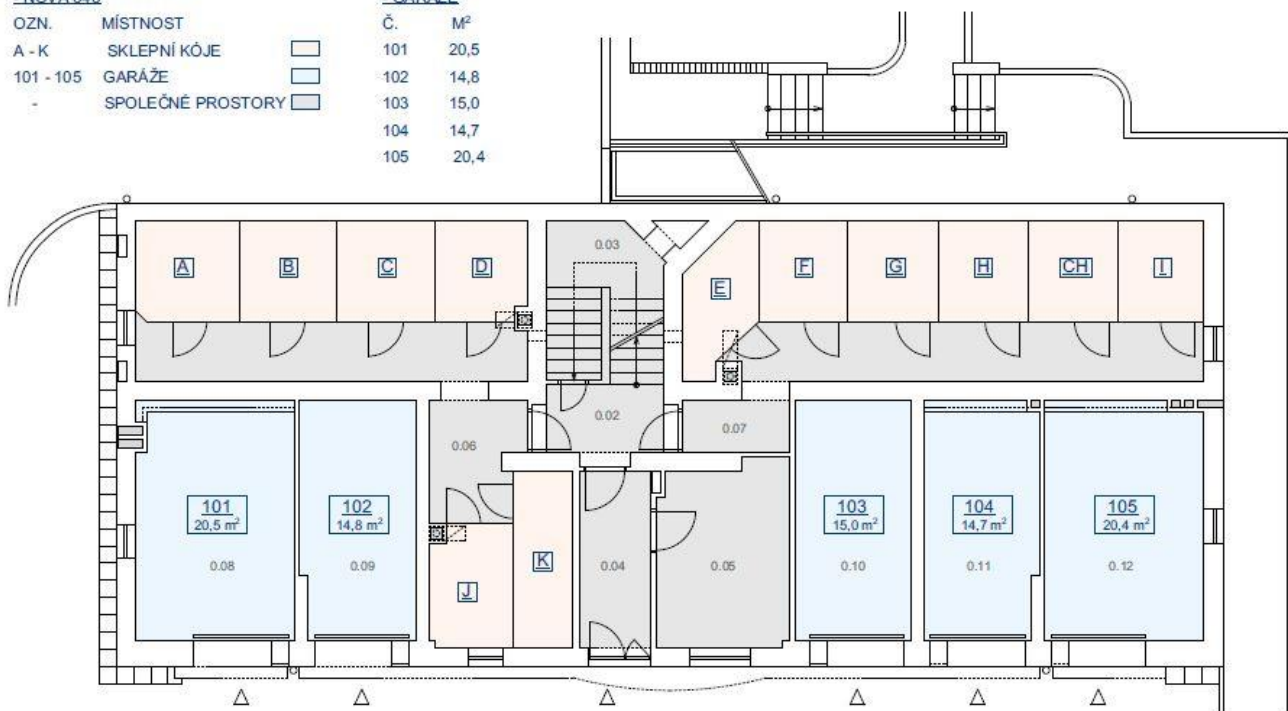 OZN. MÍSTNOST
A - K SKLEPNÍ KÓJE
101 - 105 GARÁŽE
- SPOLEČNÉ PROSTORY
Č. M²
101 20,5
102 14,8
103 15,0
104 14,7
105 20,4
A
B
C
D
0.03
E
F
G
H
CH
I
0.02
0.06
0.07
101
20,5 m²
0.08
102
14,8 m²
0.09
J
K
0.04
0.05
103
15,0 m²
0.10
104
14,7 m²
0.11
105
20,4 m²
0.12